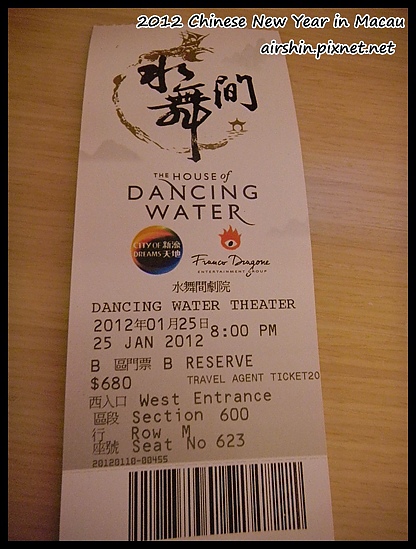 2012 Chinese New Year in Macau
airshin.pixnet.net
水舞間
THE HOUSE of
DANCING
WATER
CITY OF 新濠
DREAMS 天地
Franco Dragone
ENTERTAINMENT GROUP
水舞間劇院
DANCING WATER THEATER
2012年01月25日 8:00 PM
25 JAN 2012
B 區門票 B RESERVE
$680 TRAVEL AGENT TICKET20
西入口 West Entrance
區段 Section 600
行 Row M
座號 Seat No 623
20120110-00455